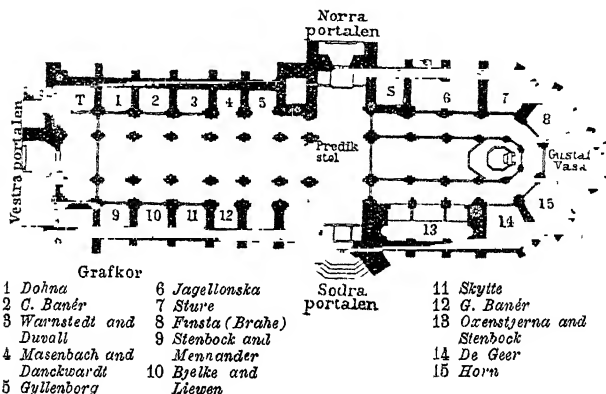 Norra
portalen
T 1 2 3 4 5
S 6 7 8
Vestra portalen
Predik
stol
Gustaf
Vasa
9 10 11 12
13 14 15
Grafkor
Södra
portalen
1 Dohna
2 C. Banér
3 Warnstedt and
Duvall
4 Masenbach and
Danckwardt
5 Gyllenborg
6 Jagellonska
7 Sture
8 Finsta (Brahe)
9 Stenbock and
Mennander
10 Bjelke and
Liewen
11 Skytte
12 G. Banér
13 Oxenstjerna and
Stenbock
14 De Geer
15 Horn